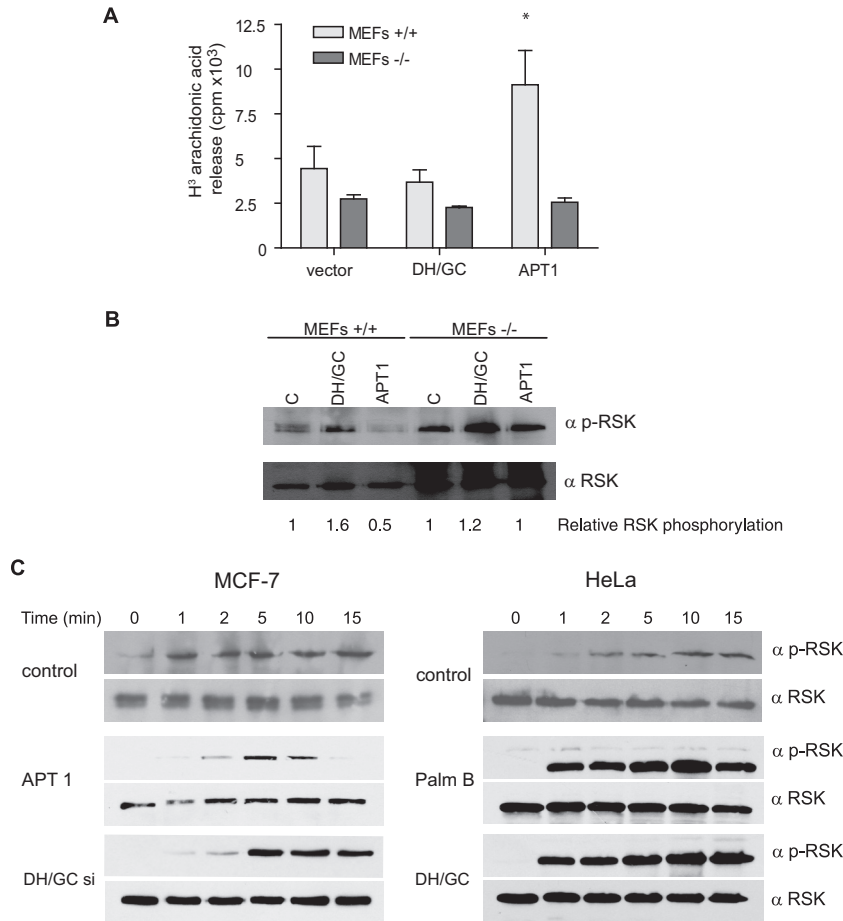 A
12.5
10
7.5
5
2.5
0
H³ arachidonic acid
release (cpm x10³)
MEFs +/+
MEFs -/-
*
vector DH/GC APT1
B
MEFs +/+ MEFs -/-
C DH/GC APT1 C DH/GC APT1
α p-RSK
α RSK
1 1.6 0.5 1 1.2 1 Relative RSK phosphorylation
C
MCF-7 HeLa
Time (min) 0 1 2 5 10 15 0 1 2 5 10 15
control control α p-RSK
α RSK
APT 1 Palm B α p-RSK
α RSK
DH/GC si DH/GC α p-RSK
α RSK